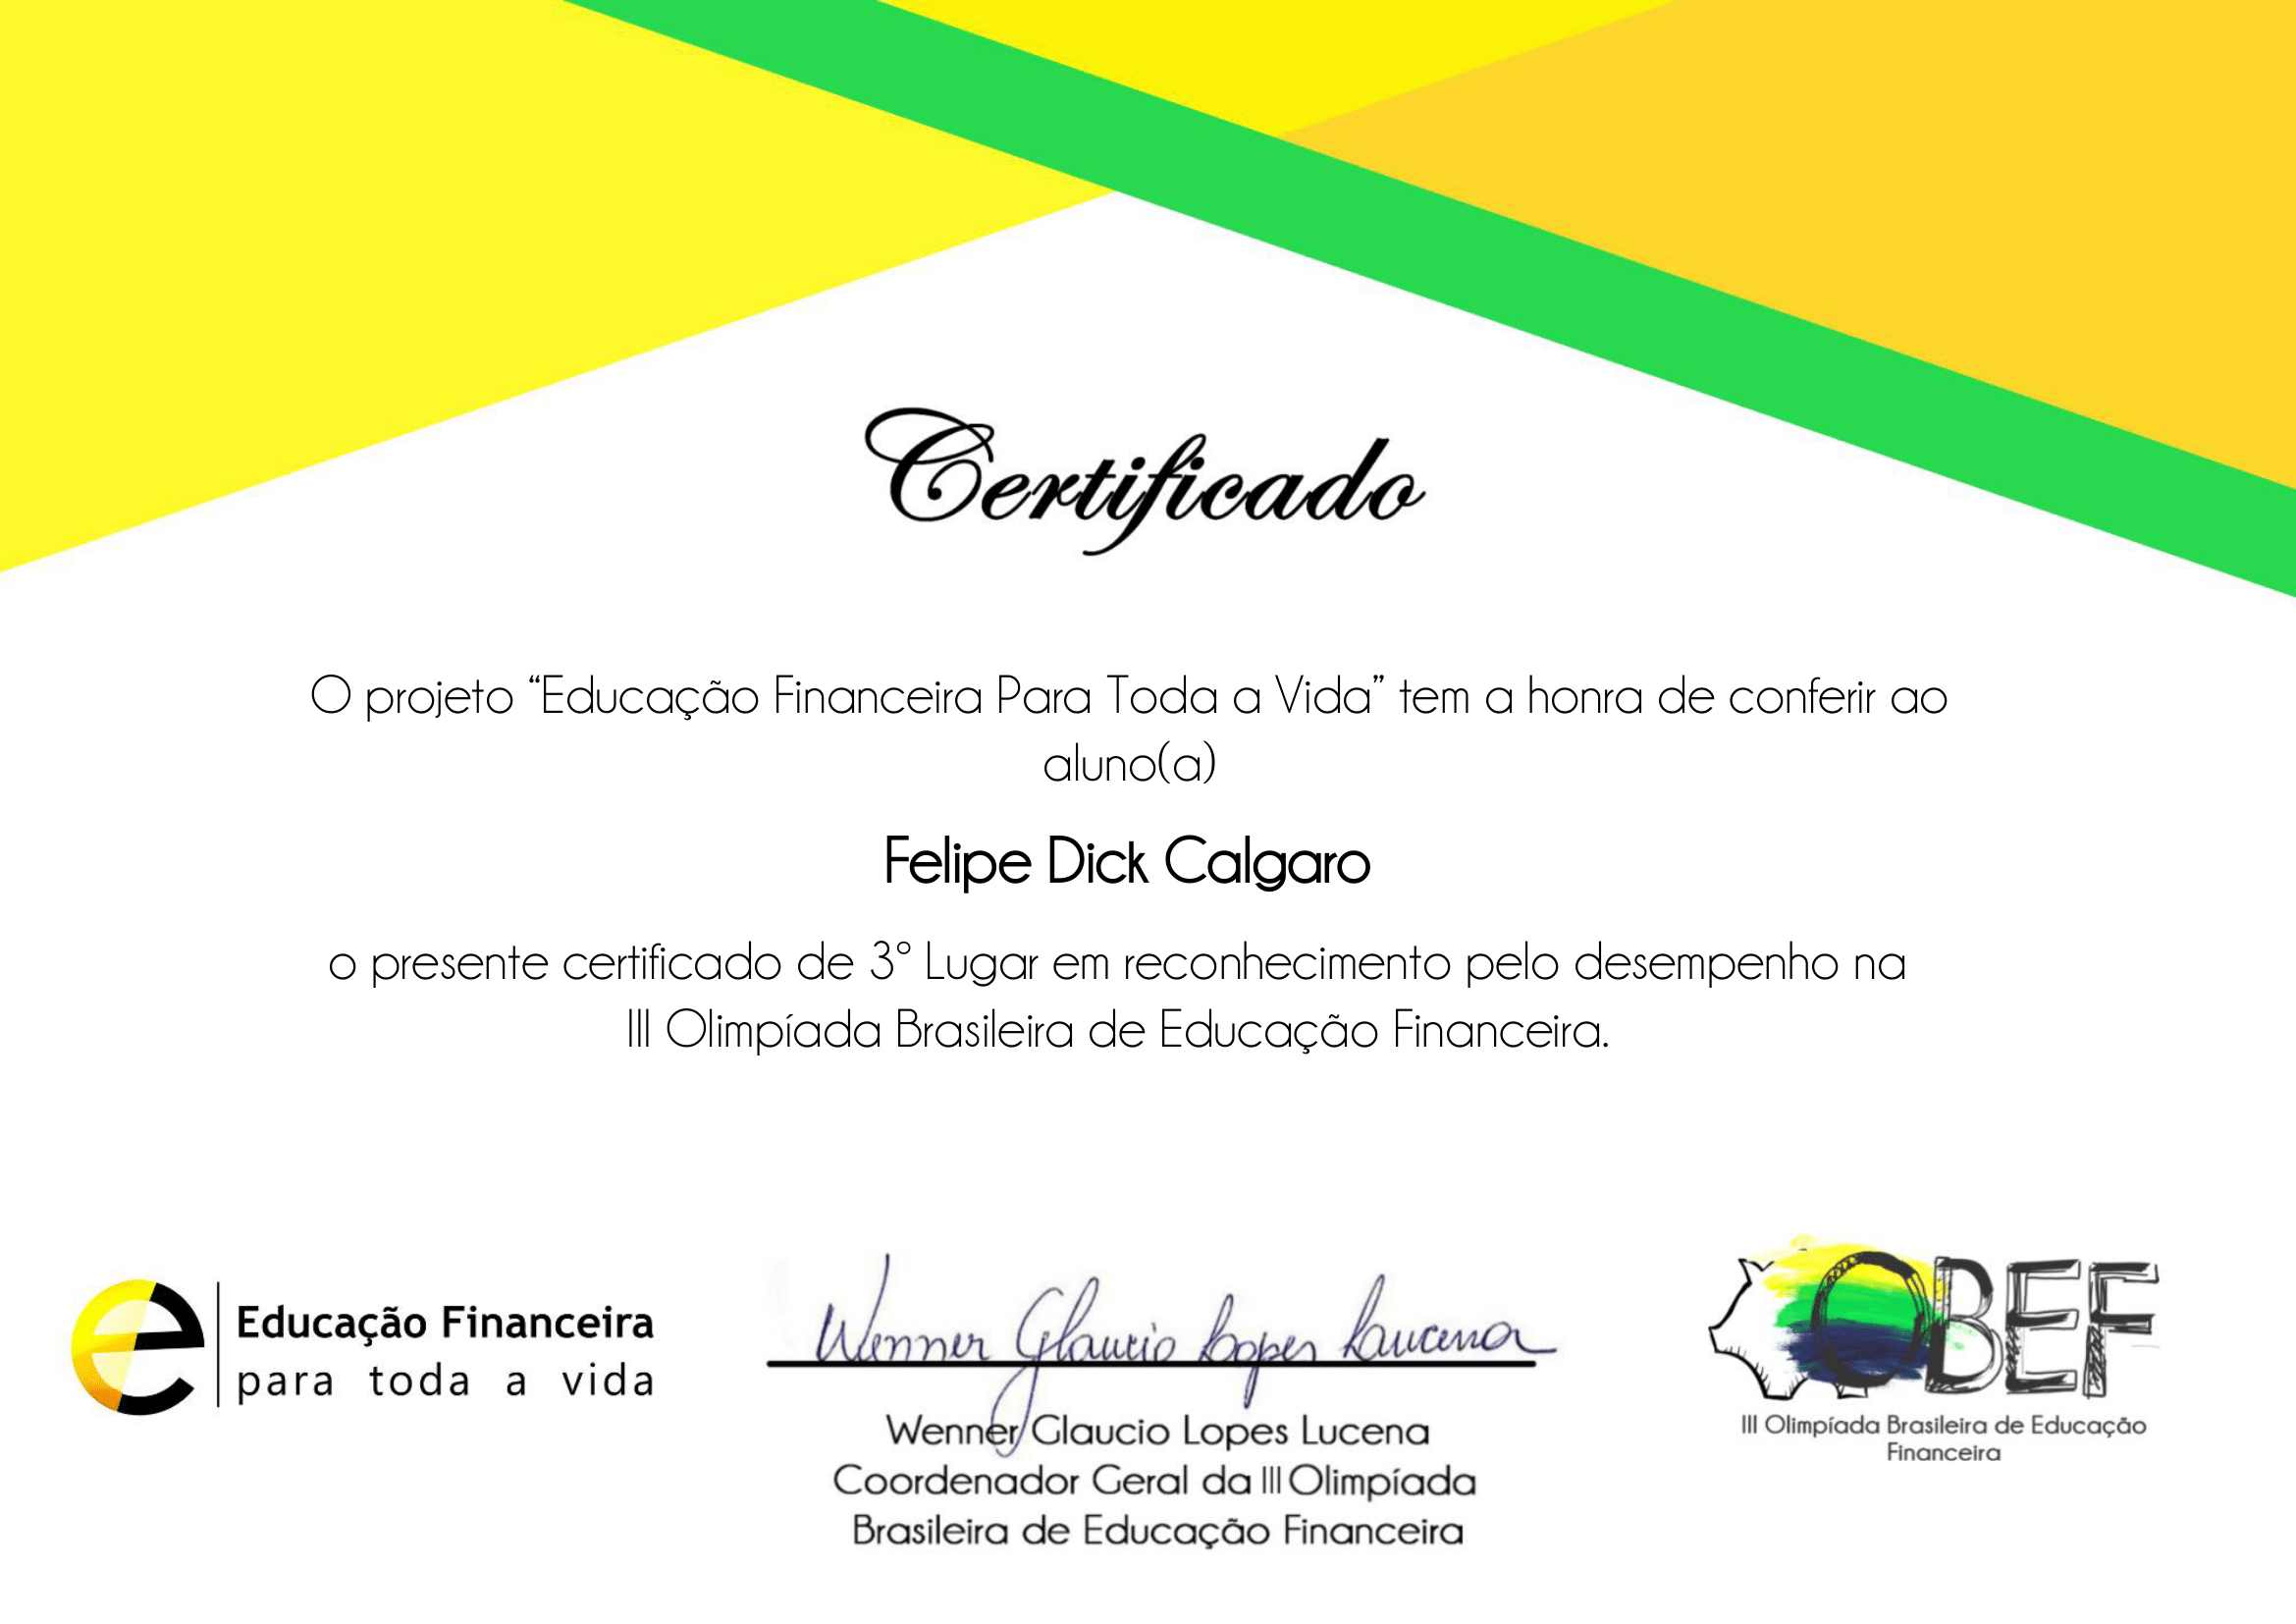 Certificado
O projeto “Educação Financeira Para Toda a Vida” tem a honra de conferir ao
aluno(a)
Felipe Dick Calgaro
o presente certificado de 3º Lugar em reconhecimento pelo desempenho na
III Olimpíada Brasileira de Educação Financeira.
e
Educação Financeira
para toda a vida
Wenner Glaucio Lopes Lucena
Wenner Glaucio Lopes Lucena
Coordenador Geral da III Olimpíada
Brasileira de Educação Financeira
OBEF
III Olimpíada Brasileira de Educação
Financeira